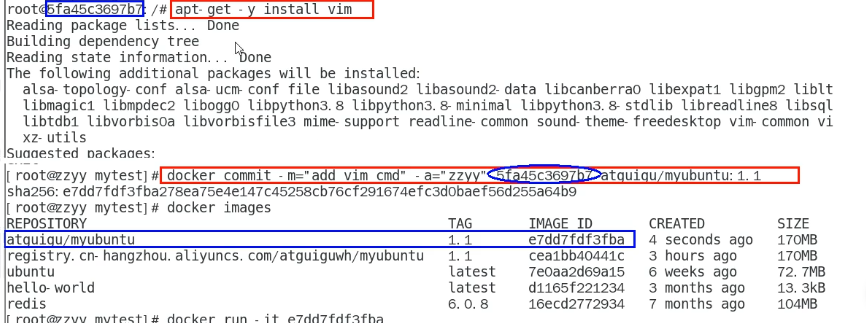 root@5fa45c3697b7:/# apt-get -y install vim
Reading package lists... Done
Building dependency tree
Reading state information... Done
The following additional packages will be installed:
alsa-topology-conf alsa-ucm-conf file libasound2 libasound2-data libcanberra0 libexpat1 libgpm2 liblt
libmagic1 libmpdec2 libogg0 libpython3.8 libpython3.8-minimal libpython3.8-stdlib libreadline8 libsql
libtdb1 libvorbis0a libvorbisfile3 mime-support readline-common sound-theme-freedesktop vim-common vi
xz-utils
Suggested packages:
[root@zzyy mytest]# docker commit -m="add vim cmd" -a="zzyy" 5fa45c3697b7 atguigu/myubuntu:1.1
sha256:e7dd7fdf3fba278ea75e4e147c45258cb76cf291674efc3d0baef56d255a64b9
[root@zzyy mytest]# docker images
REPOSITORY TAG IMAGE ID CREATED SIZE
atguigu/myubuntu 1.1 e7dd7fdf3fba 4 seconds ago 170MB
registry.cn-hangzhou.aliyuncs.com/atguiguwh/myubuntu 1.1 cea1bb40441c 3 hours ago 170MB
ubuntu latest 7e0aa2d69a15 6 weeks ago 72.7MB
hello-world latest d1165f221234 3 months ago 13.3kB
redis 6.0.8 16ecd2772934 7 months ago 104MB
[root@zzyy mytest]# docker run -it e7dd7fdf3fba